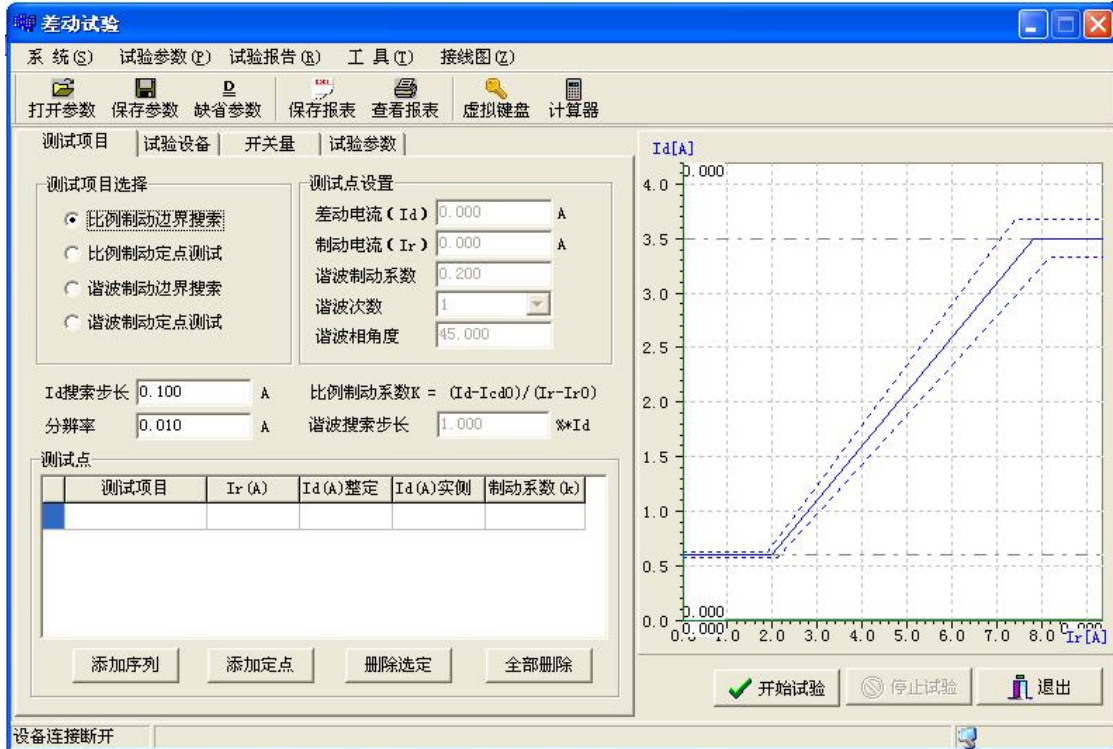 差动试验
系 统(S) 试验参数(P) 试验报告(R) 工 具(T) 接线图(Z)
打开参数 保存参数 缺省参数 保存报表 查看报表 虚拟键盘 计算器
测试项目 试验设备 开关量 试验参数
测试项目选择
比例制动边界搜索
比例制动定点测试
谐波制动边界搜索
谐波制动定点测试
测试点设置
差动电流(Id) 0.000 A
制动电流(Ir) 0.000 A
谐波制动系数 0.200
谐波次数 1
谐波相角度 45.000
Id搜索步长 0.100 A 比例制动系数K = (Id-Icd0)/(Ir-Ir0)
分辨率 0.010 A 谐波搜索步长 1.000 %*Id
测试点
测试项目 Ir(A) Id(A)整定 Id(A)实侧 制动系数(k)
添加序列 添加定点 删除选定 全部删除
Id[A]
0.000
4.0
3.5
3.0
2.5
2.0
1.5
1.0
0.5
0.0
0.000
0.000
1.0 2.0 3.0 4.0 5.0 6.0 7.0 8.0
Ir[A]
开始试验 停止试验 退出
设备连接断开